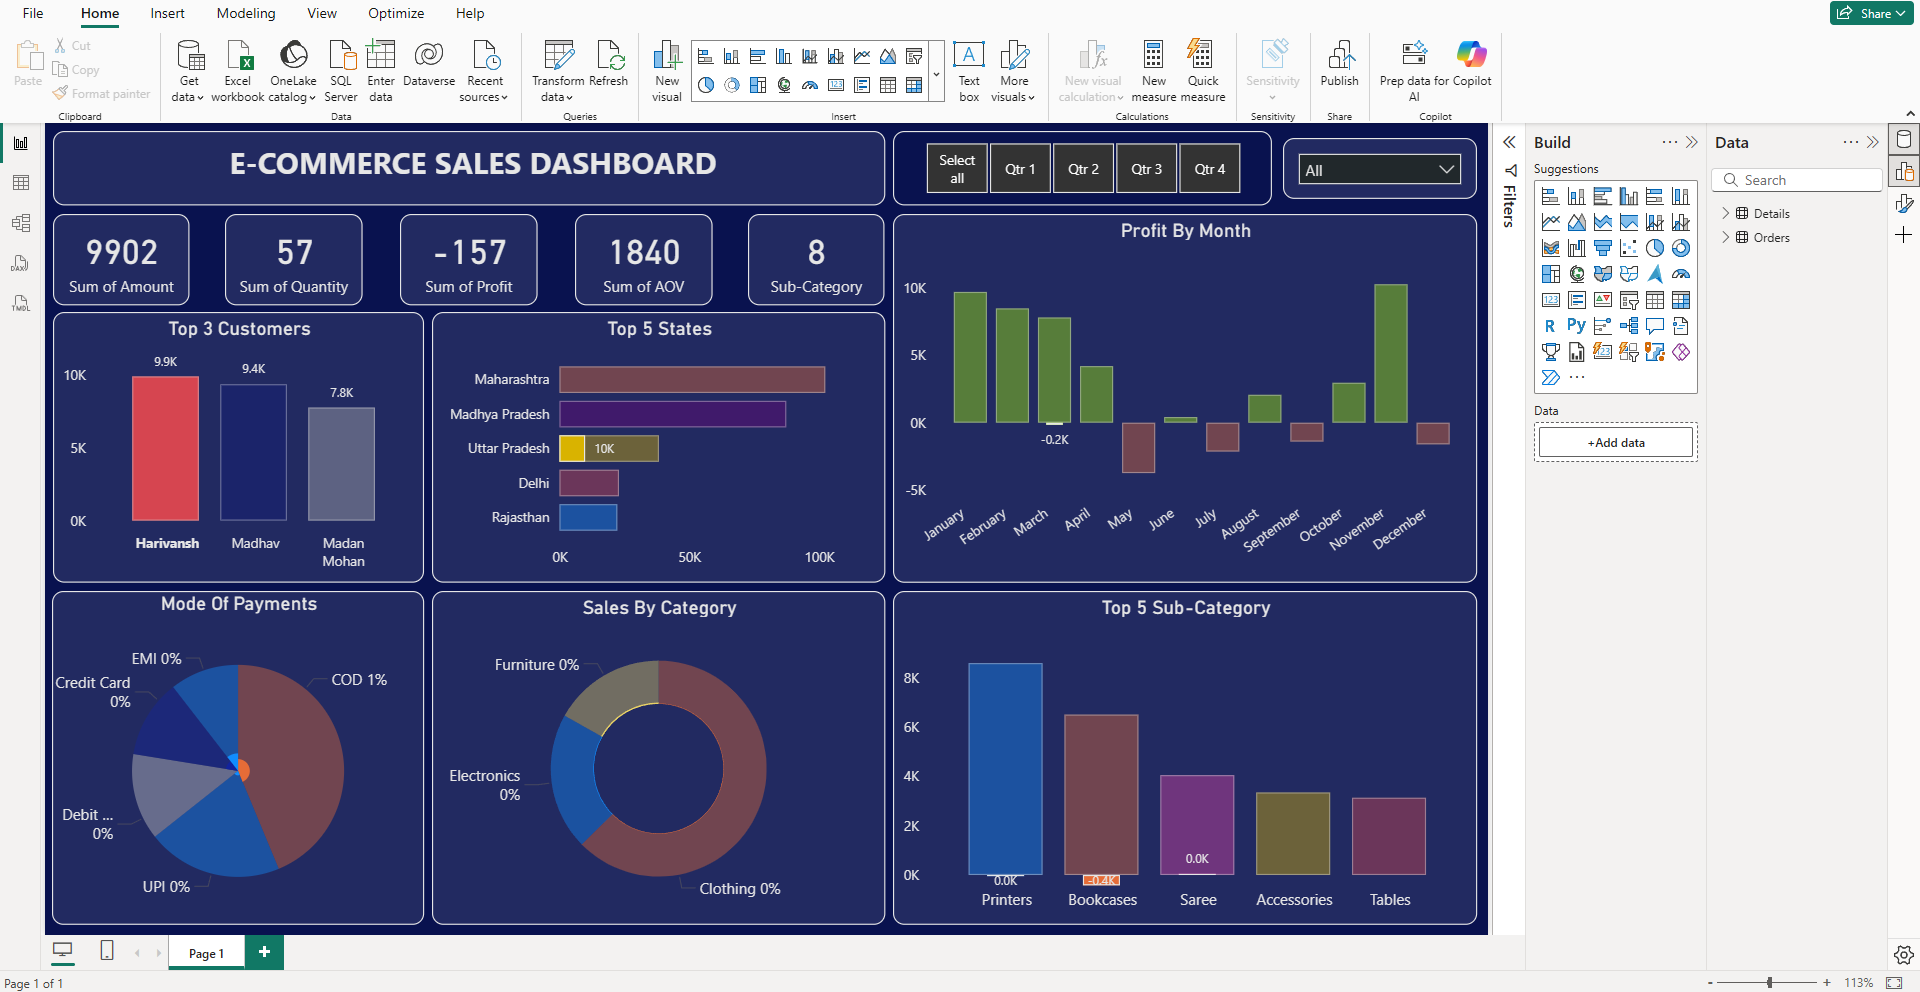 File Home Insert Modeling View Optimize Help
Share
Paste
Cut
Copy
Format painter
Clipboard
Get data
Excel workbook
OneLake catalog
SQL Server
Enter data
Dataverse
Recent sources
Data
Transform data
Refresh
Queries
New visual
Text box
More visuals
Insert
New visual calculation
New measure
Quick measure
Calculations
Sensitivity
Sensitivity
Publish
Share
Prep data for AI
Copilot
Copilot
DAX
TMDL
E-COMMERCE SALES DASHBOARD
Select all
Qtr 1
Qtr 2
Qtr 3
Qtr 4
All
9902
Sum of Amount
57
Sum of Quantity
-157
Sum of Profit
1840
Sum of AOV
8
Sub-Category
Top 3 Customers
10K
5K
0K
9.9K
9.4K
7.8K
Harivansh
Madhav
Madan
Mohan
Top 5 States
Maharashtra
Madhya Pradesh
Uttar Pradesh
10K
Delhi
Rajasthan
0K 50K 100K
Profit By Month
10K
5K
0K
-5K
-0.2K
January
February
March
April
May
June
July
August
September
October
November
December
Mode Of Payments
EMI 0%
Credit Card
0%
Debit ...
0%
UPI 0%
COD 1%
Sales By Category
Furniture 0%
Electronics
0%
Clothing 0%
Top 5 Sub-Category
8K
6K
4K
2K
0K
0.0K
-0.4K
0.0K
Printers
Bookcases
Saree
Accessories
Tables
Filters
Build
Suggestions
123
R
Py
123
Data
+Add data
Data
Search
Details
Orders
Page 1
+
Page 1 of 1
- + 113%